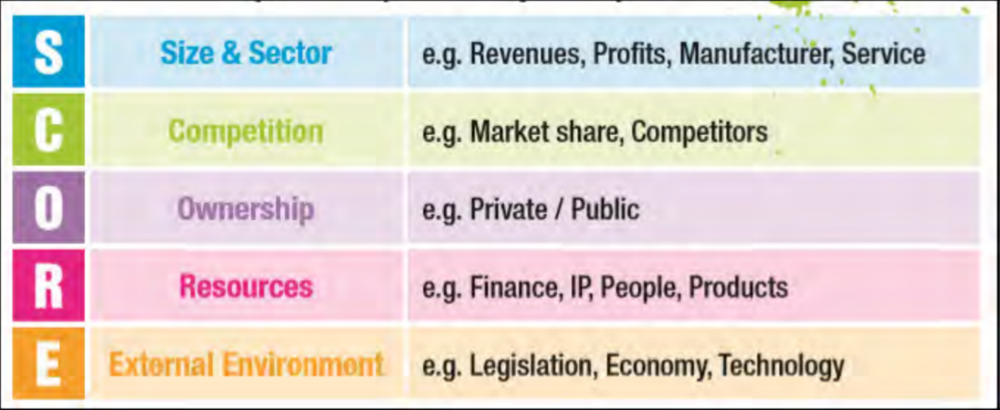 S Size & Sector e.g. Revenues, Profits, Manufacturer, Service
C Competition e.g. Market share, Competitors
O Ownership e.g. Private / Public
R Resources e.g. Finance, IP, People, Products
E External Environment e.g. Legislation, Economy, Technology